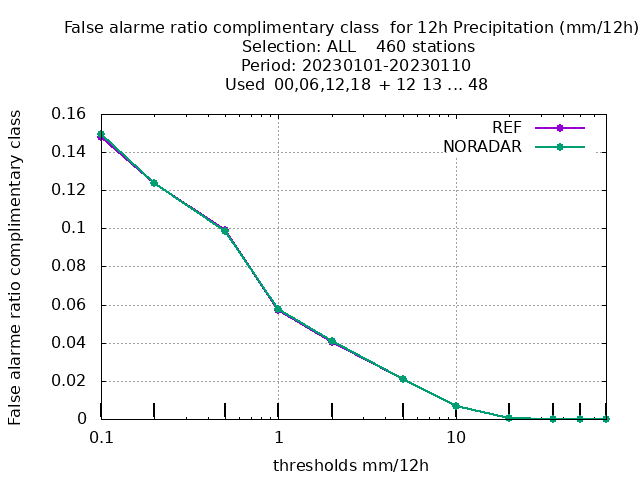 False alarme ratio complimentary class  for 12h Precipitation (mm/12h)
Selection: ALL    460 stations
Period: 20230101-20230110
Used  00,06,12,18  + 12 13 ... 48
False alarme ratio complimentary class
0.16
0.14
0.12
0.1
0.08
0.06
0.04
0.02
0
REF
NORADAR
0.1
1
10
thresholds mm/12h